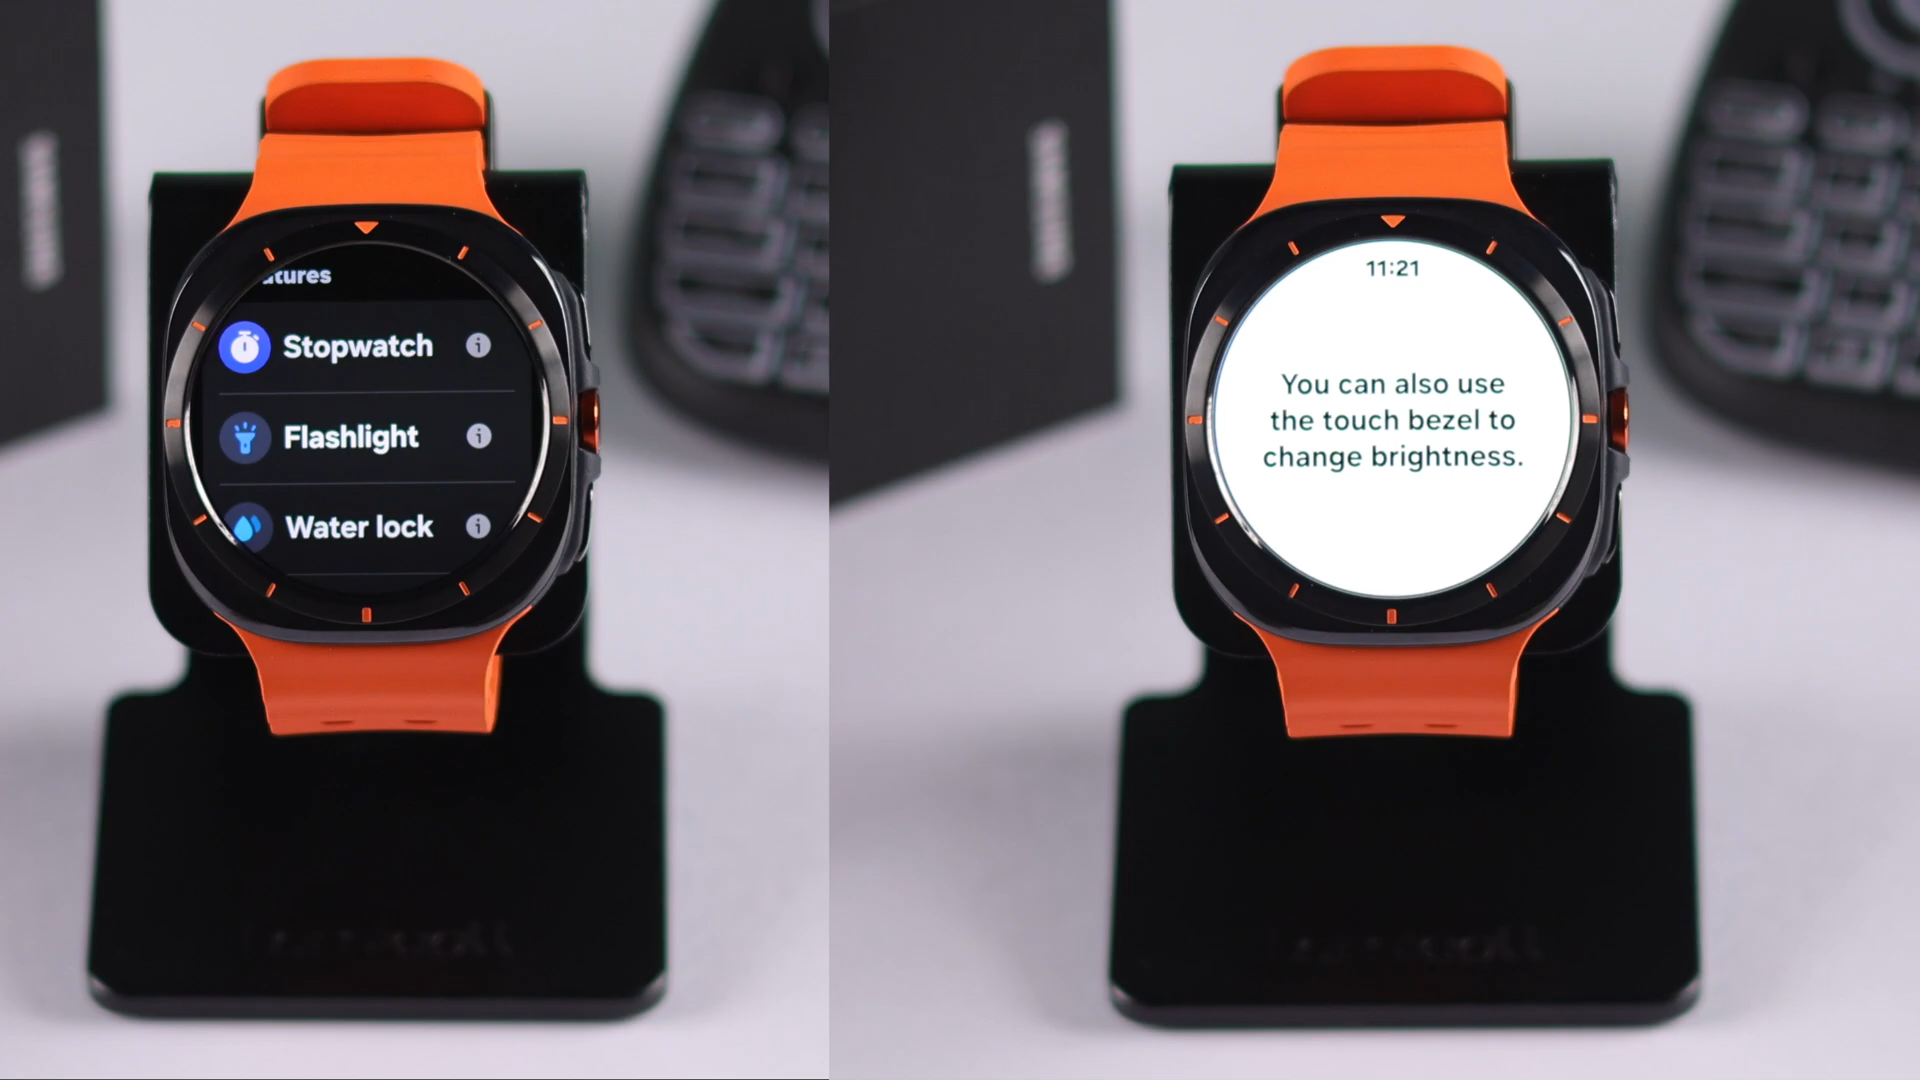 atures
Stopwatch
Flashlight
Water lock
11:21
You can also use
the touch bezel to
change brightness.